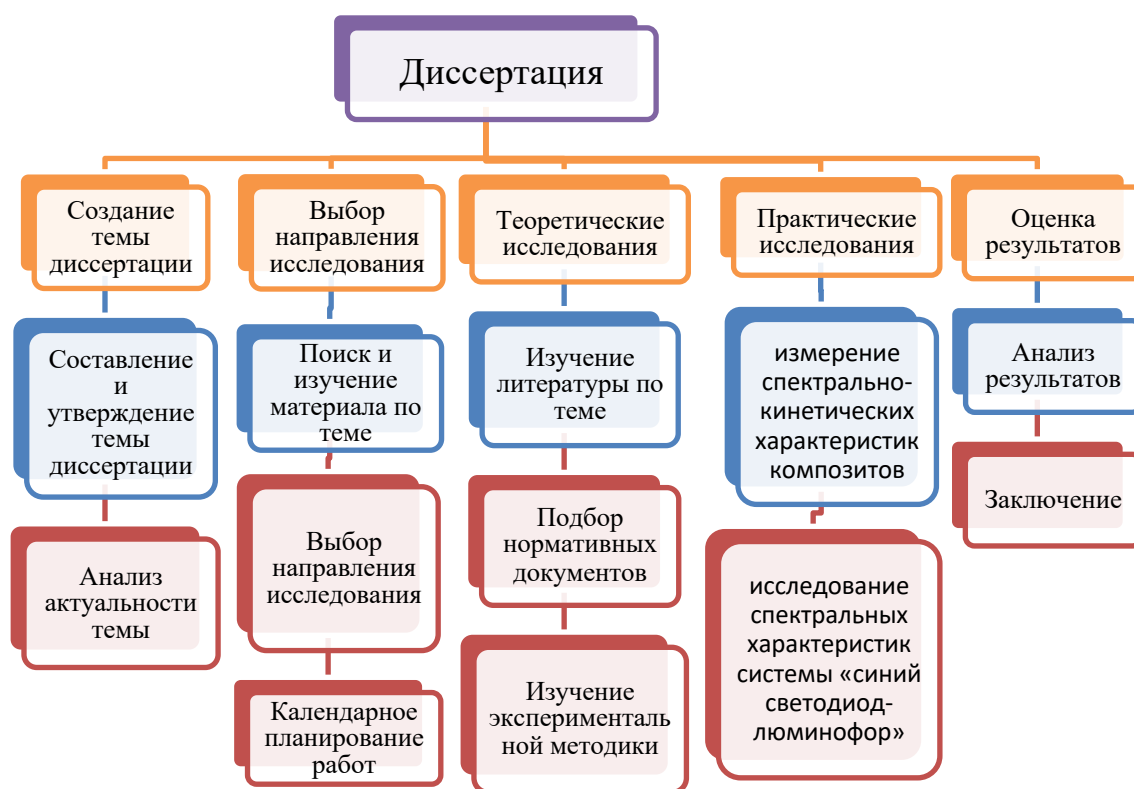 Диссертация
Создание
темы
диссертации
Выбор
направления
исследования
Теоретические
исследования
Практические
исследования
Оценка
результатов
Составление
и
утверждение
темы
диссертации
Поиск и
изучение
материала по
теме
Изучение
литературы по
теме
измерение
спектрально-
кинетических
характеристик
композитов
Анализ
результатов
Анализ
актуальности
темы
Выбор
направления
исследования
Подбор
нормативных
документов
исследование
спектральных
характеристик
системы «синий
светодиод-
люминофор»
Заключение
Календарное
планирование
работ
Изучение
эксперименталь
ной методики